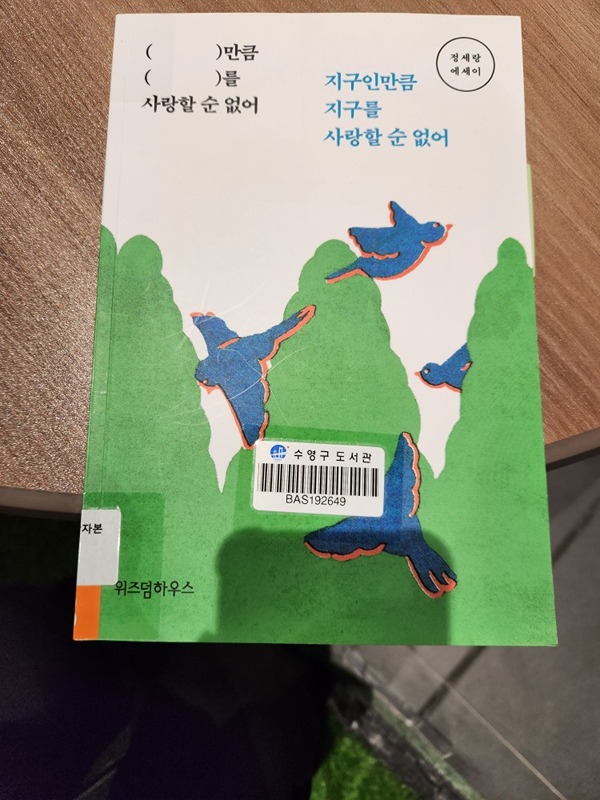 (          )만큼
(          )를
사랑할 순 없어
지구인만큼
지구를
사랑할 순 없어
정세랑
에세이
수영구 도서관
BAS192649
자본
위즈덤하우스